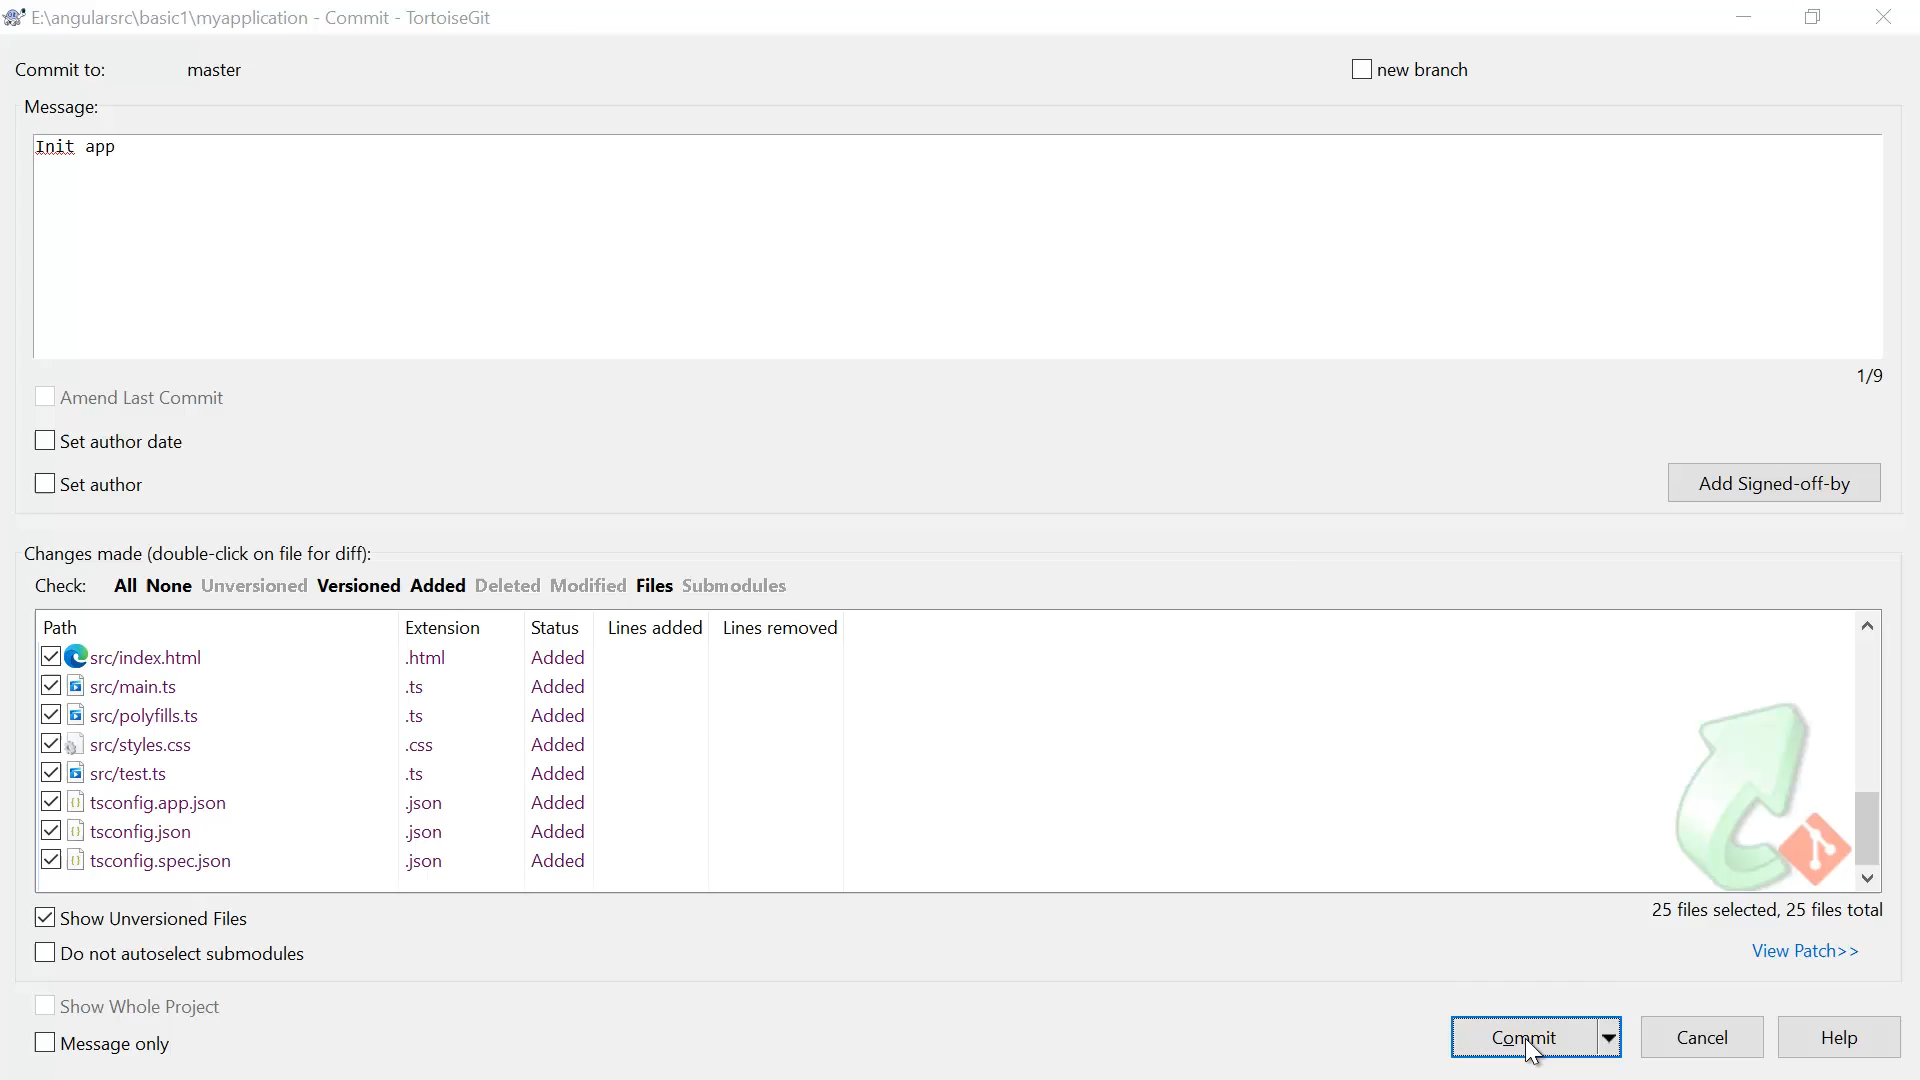 E:\angularsrc\basic1\myapplication - Commit - TortoiseGit
Commit to: master new branch
Message:
Init app
1/9
Amend Last Commit
Set author date
Set author
Add Signed-off-by
Changes made (double-click on file for diff):
Check: All None Unversioned Versioned Added Deleted Modified Files Submodules
Path Extension Status Lines added Lines removed
src/index.html .html Added
src/main.ts .ts Added
src/polyfills.ts .ts Added
src/styles.css .css Added
src/test.ts .ts Added
tsconfig.app.json .json Added
tsconfig.json .json Added
tsconfig.spec.json .json Added
Show Unversioned Files
25 files selected, 25 files total
Do not autoselect submodules
View Patch>>
Show Whole Project
Message only
Commit Cancel Help